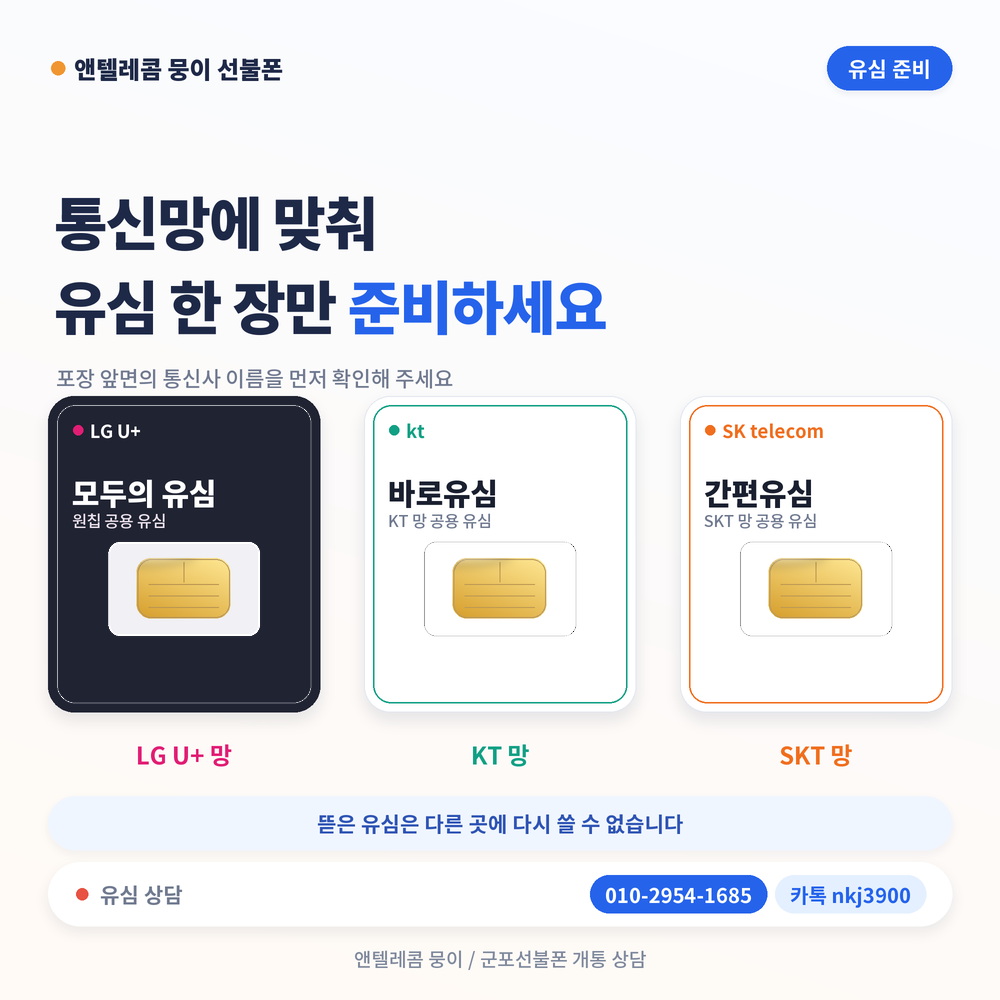 앤텔레콤 뭉이 선불폰
유심 준비
통신망에 맞춰
유심 한 장만 준비하세요
포장 앞면의 통신사 이름을 먼저 확인해 주세요
LG U+
모두의 유심
원칩 공용 유심
kt
바로유심
KT 망 공용 유심
SK telecom
간편유심
SKT 망 공용 유심
LG U+ 망
KT 망
SKT 망
뜯은 유심은 다른 곳에 다시 쓸 수 없습니다
유심 상담
010-2954-1685
카톡 nkj3900
앤텔레콤 뭉이 / 군포선불폰 개통 상담